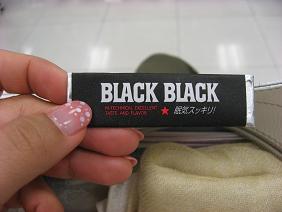 BLACK BLACK
HI-TECHNICAL EXCELLENT
TASTE AND FLAVOR
眠気スッキリ!